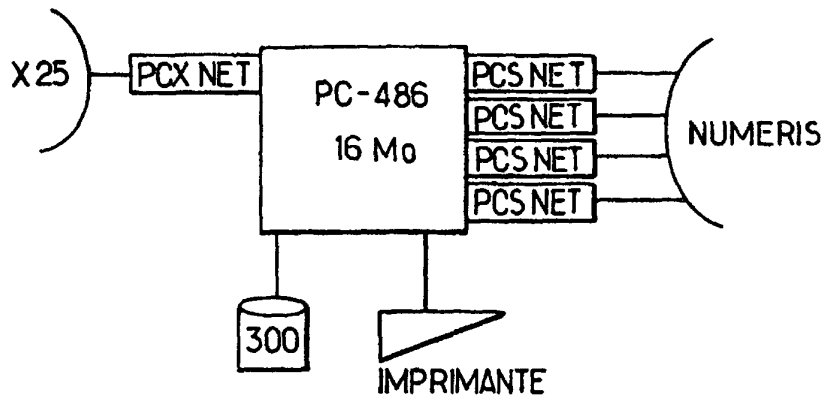 X25
PCX NET
PC-486
16 Mo
PCS NET
PCS NET
PCS NET
PCS NET
NUMERIS
300
IMPRIMANTE